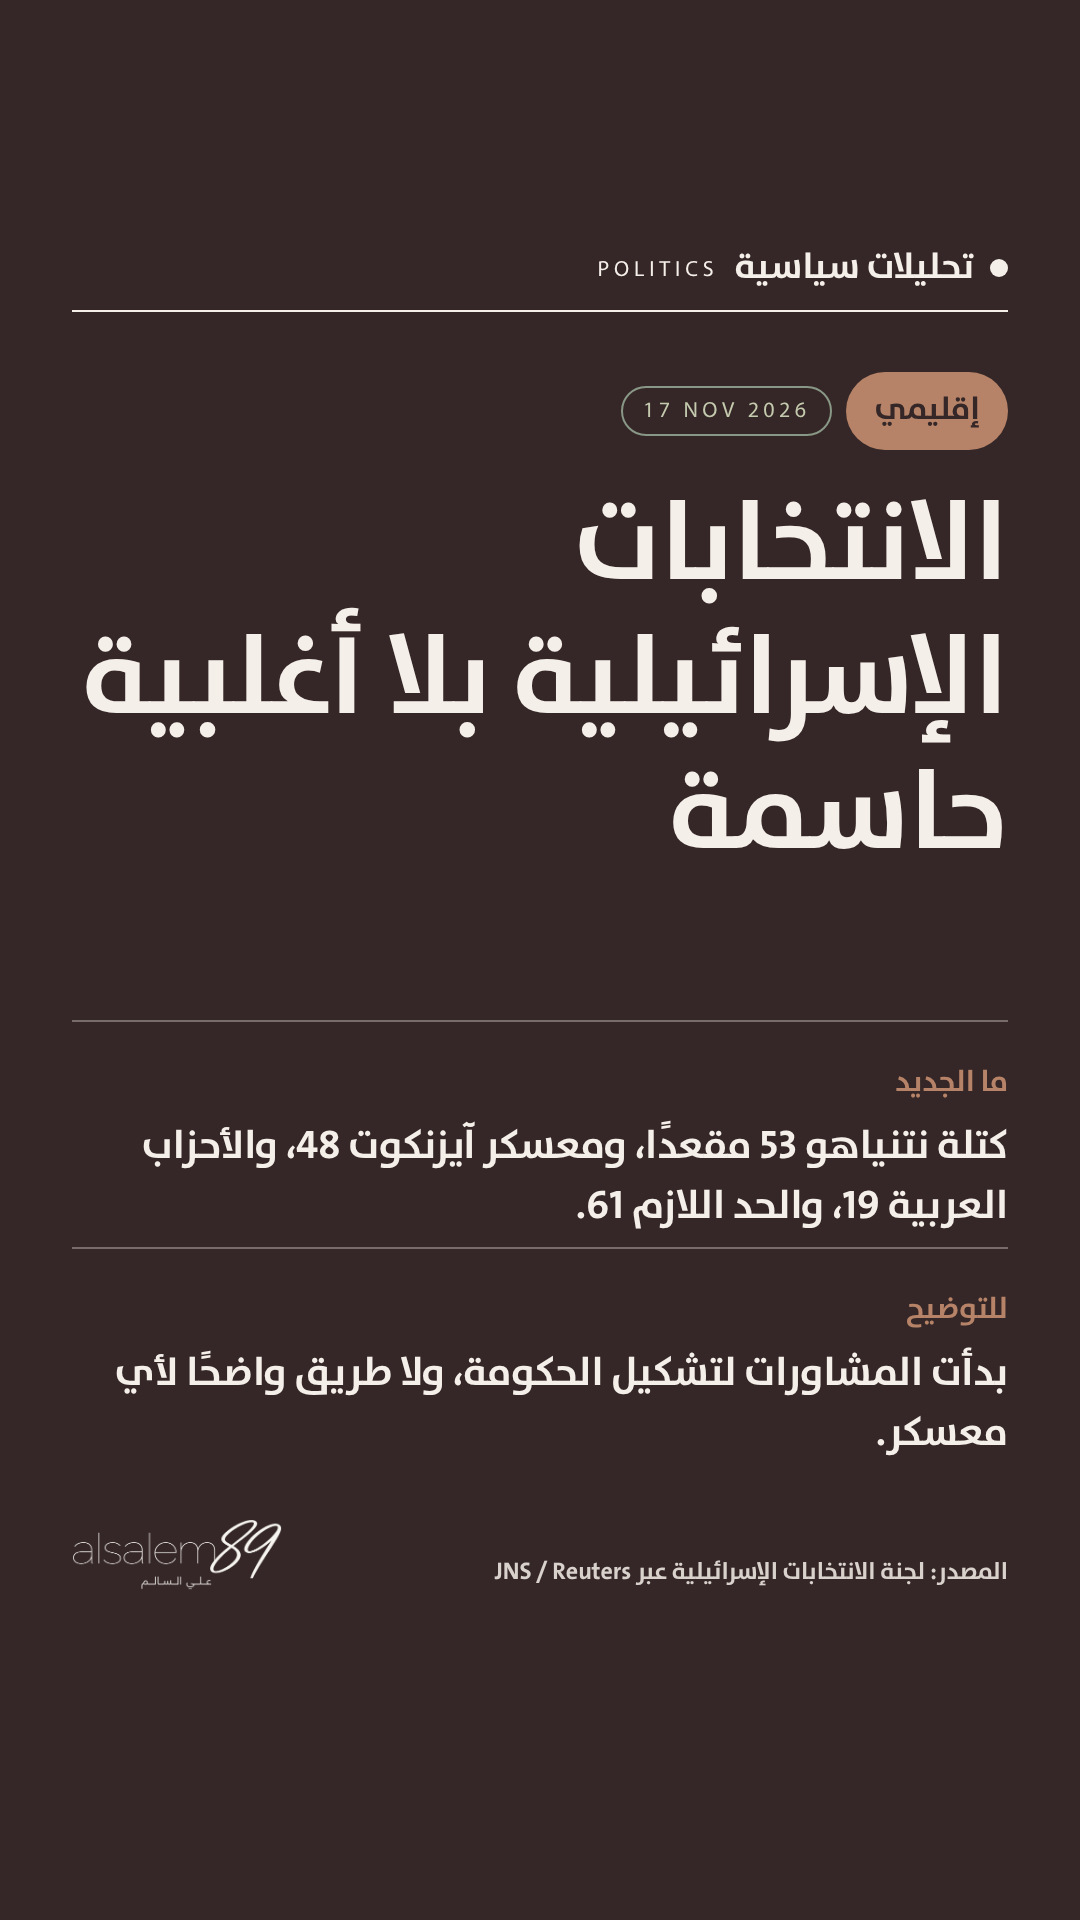 تحليلات سياسية POLITICS
إقليمي 17 NOV 2026
الانتخابات
الإسرائيلية بلا أغلبية
حاسمة
ما الجديد
كتلة نتنياهو 53 مقعدًا، ومعسكر آيزنكوت 48، والأحزاب
العربية 19، والحد اللازم 61.
للتوضيح
بدأت المشاورات لتشكيل الحكومة، ولا طريق واضحًا لأي
معسكر.
المصدر: لجنة الانتخابات الإسرائيلية عبر JNS / Reuters
alsalem89
علي السالم